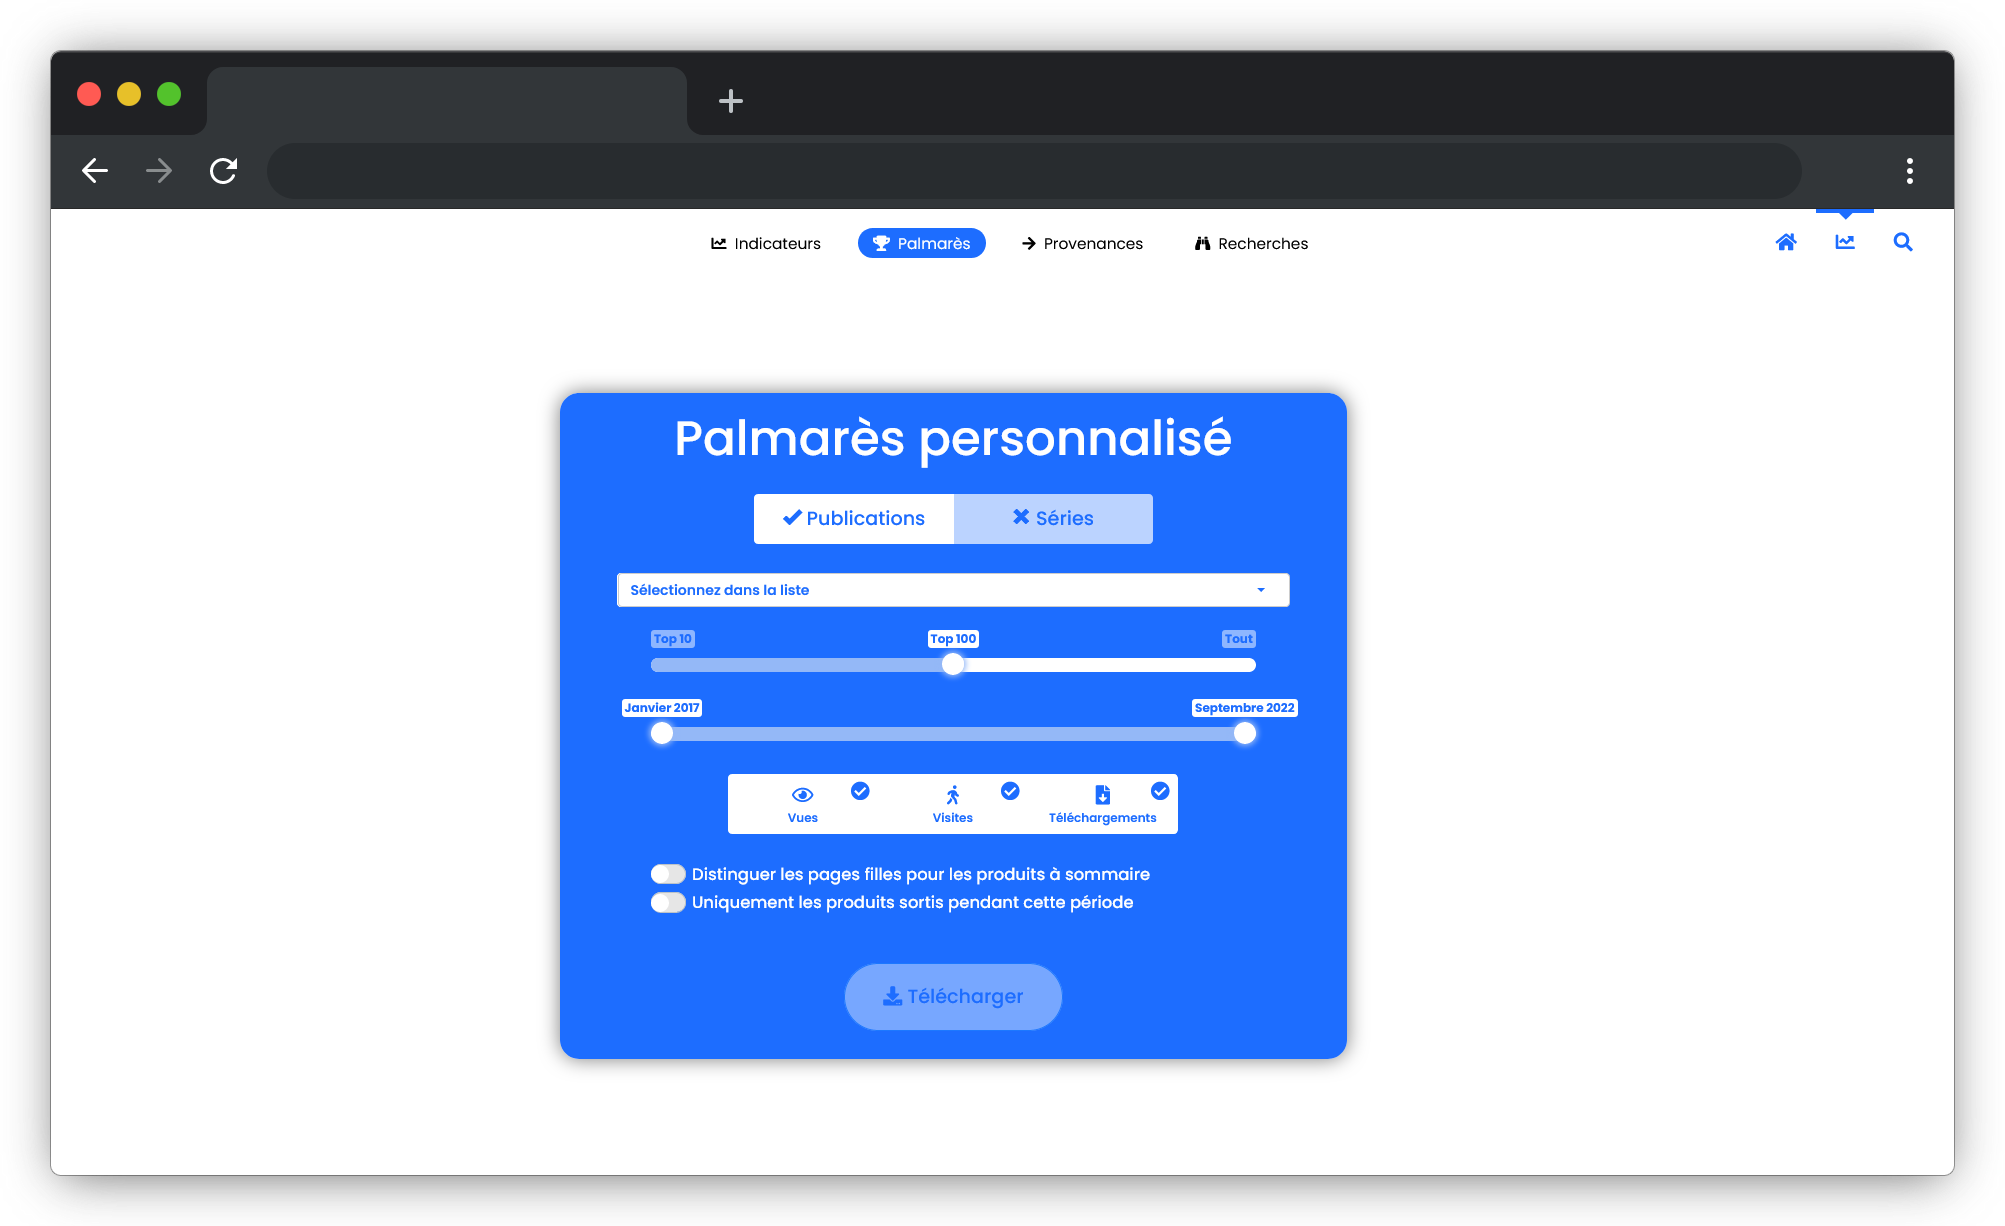 Indicateurs Palmarès Provenances Recherches
Palmarès personnalisé
Publications Séries
Sélectionnez dans la liste
Top 10 Top 100 Tout
Janvier 2017 Septembre 2022
Vues Visites Téléchargements
Distinguer les pages filles pour les produits à sommaire
Uniquement les produits sortis pendant cette période
Télécharger